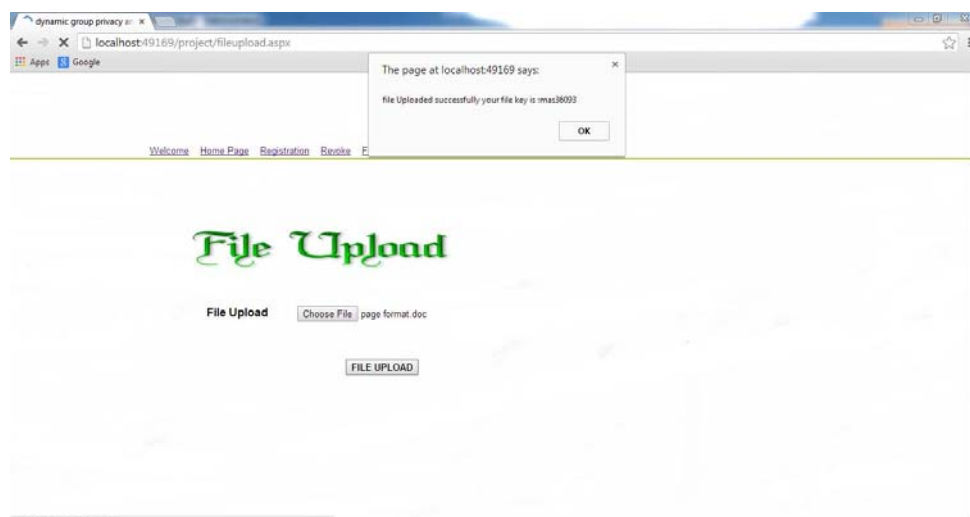 dynamic group privacy ar
localhost:49169/project/fileupload.aspx
Apps Google
The page at localhost:49169 says:
file Uploaded successfully your file key is :mas36093
OK
Welcome Home Page Registration Revoke F
File Upload
File Upload Choose File page format.doc
FILE UPLOAD